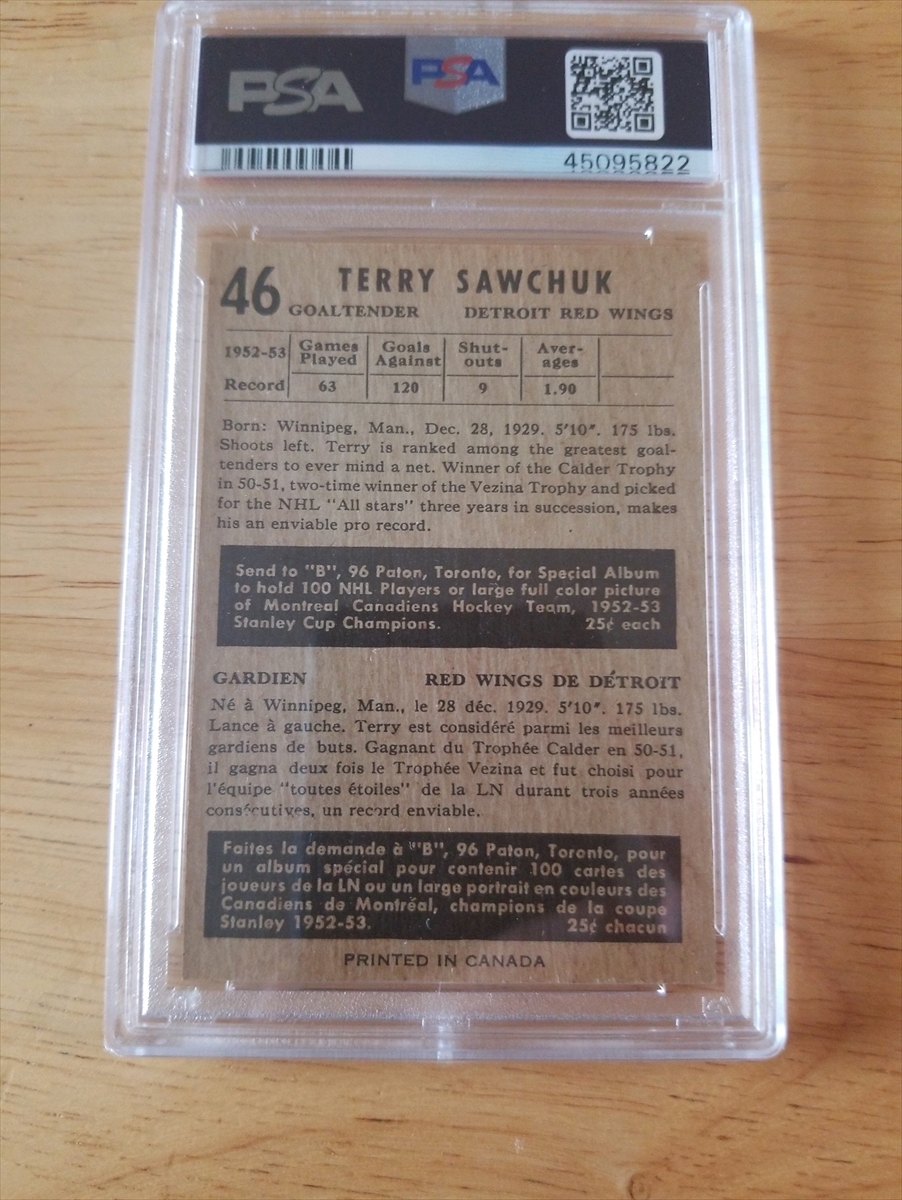 PSA PSA
45095822
46 TERRY SAWCHUK
GOALTENDER DETROIT RED WINGS
1952-53 Games Played Goals Against Shut-outs Aver-ages
Record 63 120 9 1.90
Born: Winnipeg, Man., Dec. 28, 1929. 5'10". 175 lbs.
Shoots left. Terry is ranked among the greatest goal-
tenders to ever mind a net. Winner of the Calder Trophy
in 50-51, two-time winner of the Vezina Trophy and picked
for the NHL "All stars" three years in succession, makes
his an enviable pro record.
Send to "B", 96 Paton, Toronto, for Special Album
to hold 100 NHL Players or large full color picture
of Montreal Canadiens Hockey Team, 1952-53
Stanley Cup Champions. 25¢ each
GARDIEN RED WINGS DE DÉTROIT
Né à Winnipeg, Man., le 28 déc. 1929. 5'10". 175 lbs.
Lance à gauche. Terry est considéré parmi les meilleurs
gardiens de buts. Gagnant du Trophée Calder en 50-51,
il gagna deux fois le Trophée Vezina et fut choisi pour
l'équipe "toutes étoiles" de la LN durant trois années
consécutives, un record enviable.
Faites la demande à "B", 96 Paton, Toronto, pour
un album spécial pour contenir 100 cartes des
joueurs de la LN ou un large portrait en couleurs des
Canadiens de Montréal, champions de la coupe
Stanley 1952-53. 25¢ chacun
PRINTED IN CANADA